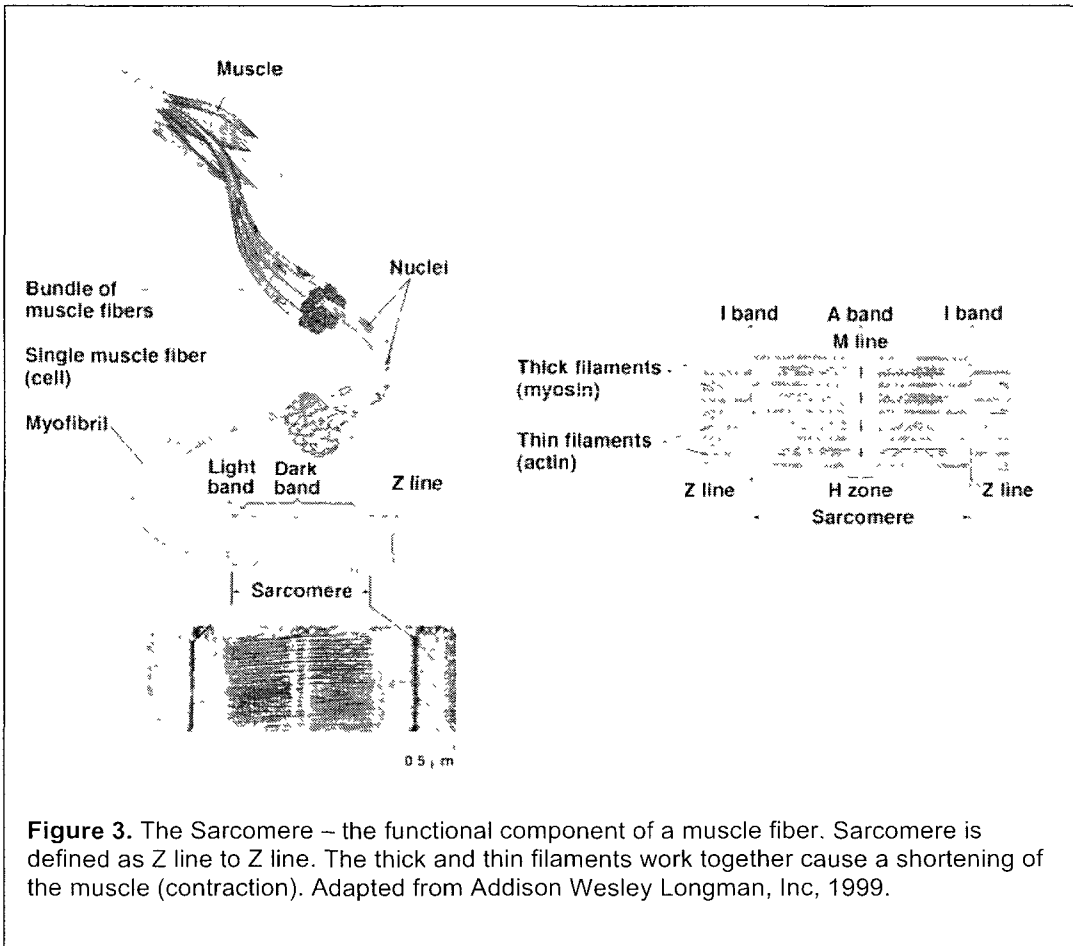 Muscle
Bundle of
muscle fibers
Nuclei
Single muscle fiber
(cell)
Myofibril
Light
band
Dark
band
Z line
Sarcomere
0 5 m
I band A band I band
M line
Thick filaments
(myosin)
Thin filaments
(actin)
Z line H zone Z line
Sarcomere
Figure 3. The Sarcomere – the functional component of a muscle fiber. Sarcomere is
defined as Z line to Z line. The thick and thin filaments work together cause a shortening of
the muscle (contraction). Adapted from Addison Wesley Longman, Inc, 1999.